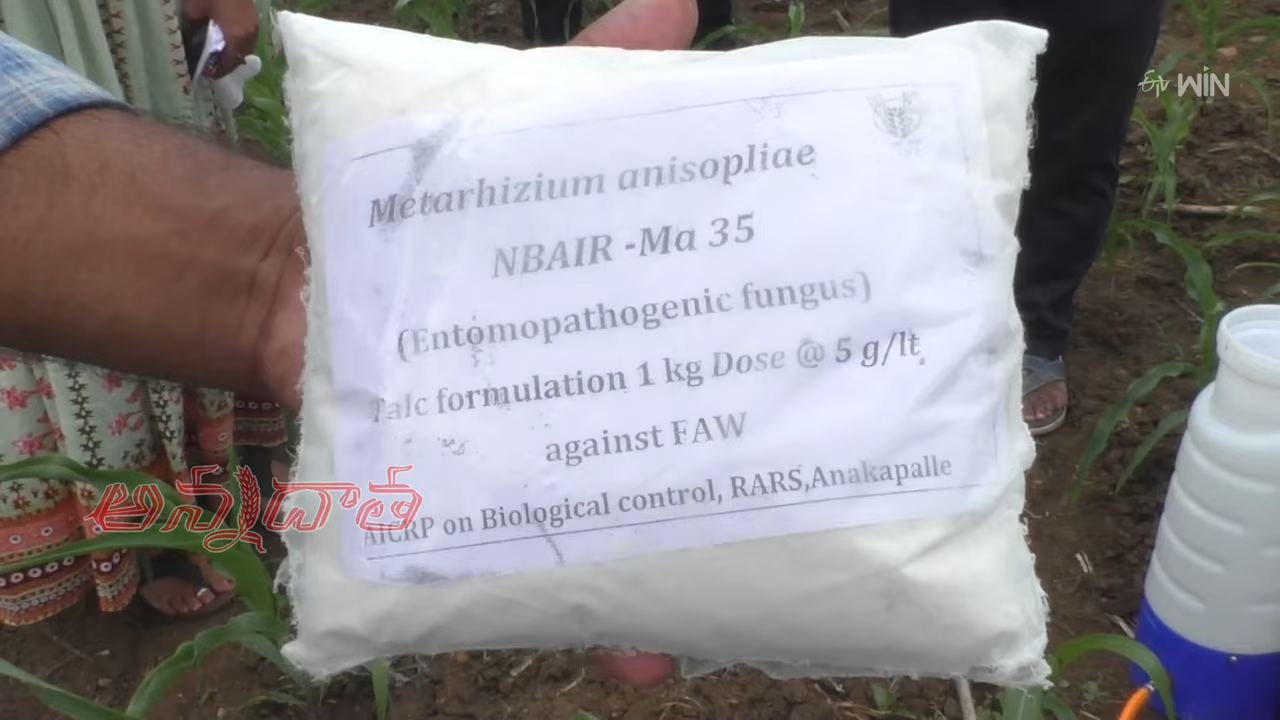 ఈటీవీ WIN
Metarhizium anisopliae
NBAIR -Ma 35
(Entomopathogenic fungus)
Talc formulation 1 kg Dose @ 5 g/lt
against FAW
AICRP on Biological control, RARS,Anakapalle
అన్నదాత